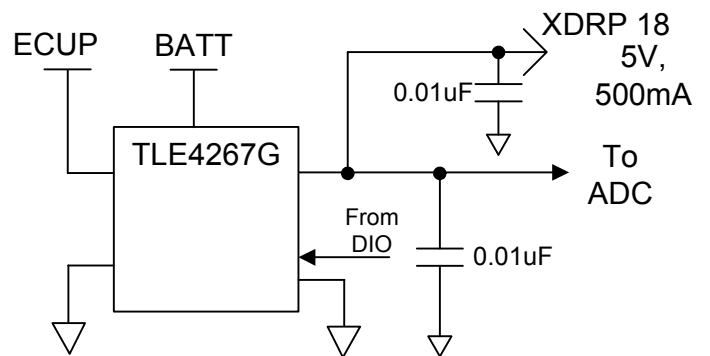 ECUP
BATT
XDRP 18
5V,
500mA
0.01uF
TLE4267G
To
ADC
From
DIO
0.01uF